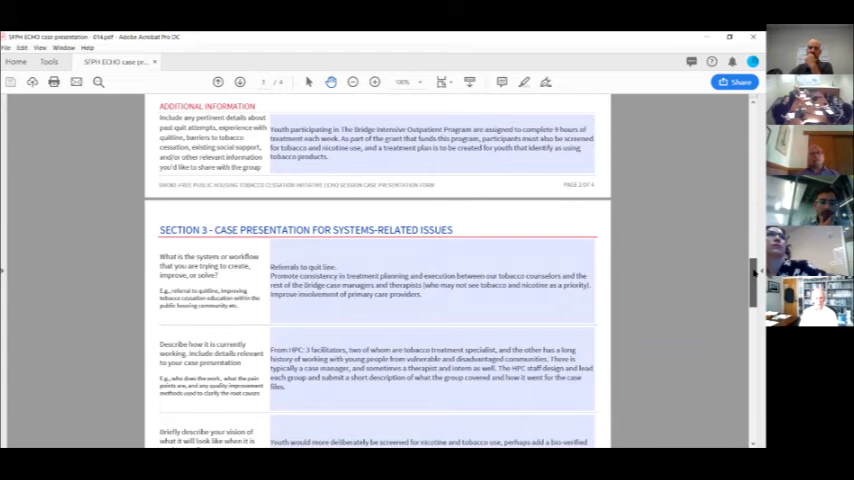 SFPH ECHO case presentation - 014.pdf - Adobe Acrobat Pro DC
File Edit View Window Help
Home Tools SFPH ECHO case pr... ×
/ 4 100% Share
ADDITIONAL INFORMATION
Include any pertinent details about
past quit attempts, experience with
cessation quitline, barriers to tobacco
cessation, existing social support,
and/or other relevant information
you'd like to share with the group
Youth participating in The Bridge Intensive Outpatient Program are assigned to complete 9 hours of
treatment each week. As part of the grant that funds this program, participants must also be screened
for tobacco and nicotine use, and a treatment plan is to be created for youth that identify as using
tobacco products.
SMOKE-FREE PUBLIC HOUSING TOBACCO CESSATION INITIATIVE ECHO SESSION CASE PRESENTATION FORM PAGE 2 OF 4
SECTION 3 - CASE PRESENTATION FOR SYSTEMS-RELATED ISSUES
What is the system or workflow
that you are trying to create,
improve, or solve?
E.g., referral to quitline, improving
tobacco cessation education within the
public housing community etc.
Referrals to quit line.
Promote consistency in treatment planning and execution between our tobacco counselors and the
rest of the Bridge case managers and therapists (who may not see tobacco and nicotine as a priority).
Improve involvement of primary care providers.
Describe how it is currently
working. Include details relevant
to your case presentation
E.g., who does the work, what the pain
points are, and any quality improvement
methods used to clarify the root causes
From HPC: 3 facilitators, two of whom are tobacco treatment specialist, and the other has a long
history of working with young people from vulnerable and disadvantaged communities. There is
typically a case manager, and sometimes a therapist and intern as well. The HPC staff design and lead
each group and submit a short description of what the group covered and how it went for the case
files.
Briefly describe your vision of
what it will look like when it is
Youth would more deliberately be screened for nicotine and tobacco use, perhaps add a bio-verified